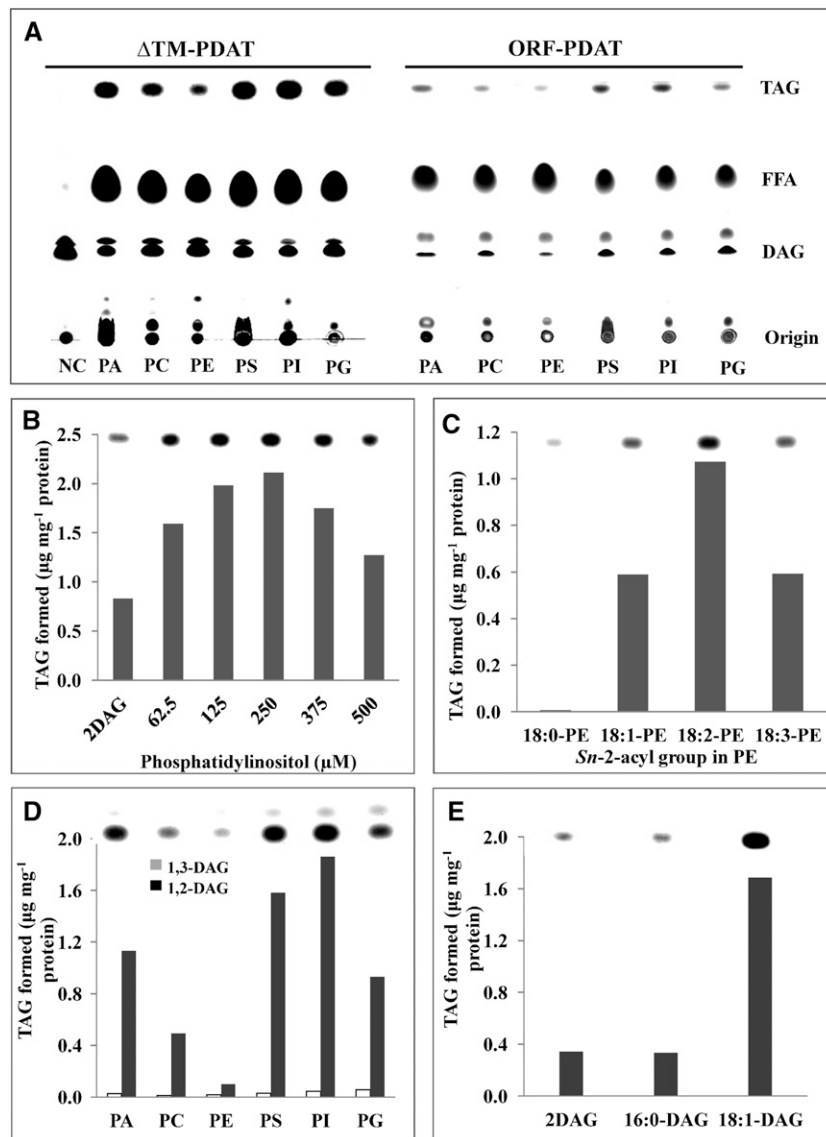 A
ΔTM-PDAT ORF-PDAT
TAG
FFA
DAG
Origin
NC PA PC PE PS PI PG PA PC PE PS PI PG
B
TAG formed (µg mg⁻¹ protein)
2.5
2.0
1.5
1.0
0.5
0.0
2DAG 62.5 125 250 375 500
Phosphatidylinositol (µM)
C
TAG formed (µg mg⁻¹ protein)
1.2
1.0
0.8
0.6
0.4
0.2
0.0
18:0-PE 18:1-PE 18:2-PE 18:3-PE
Sn-2-acyl group in PE
D
TAG formed (µg mg⁻¹
protein)
2.0
1.6
1.2
0.8
0.4
0.0
1,3-DAG
1,2-DAG
PA PC PE PS PI PG
E
TAG formed (µg mg⁻¹
protein)
2.0
1.6
1.2
0.8
0.4
0.0
2DAG 16:0-DAG 18:1-DAG